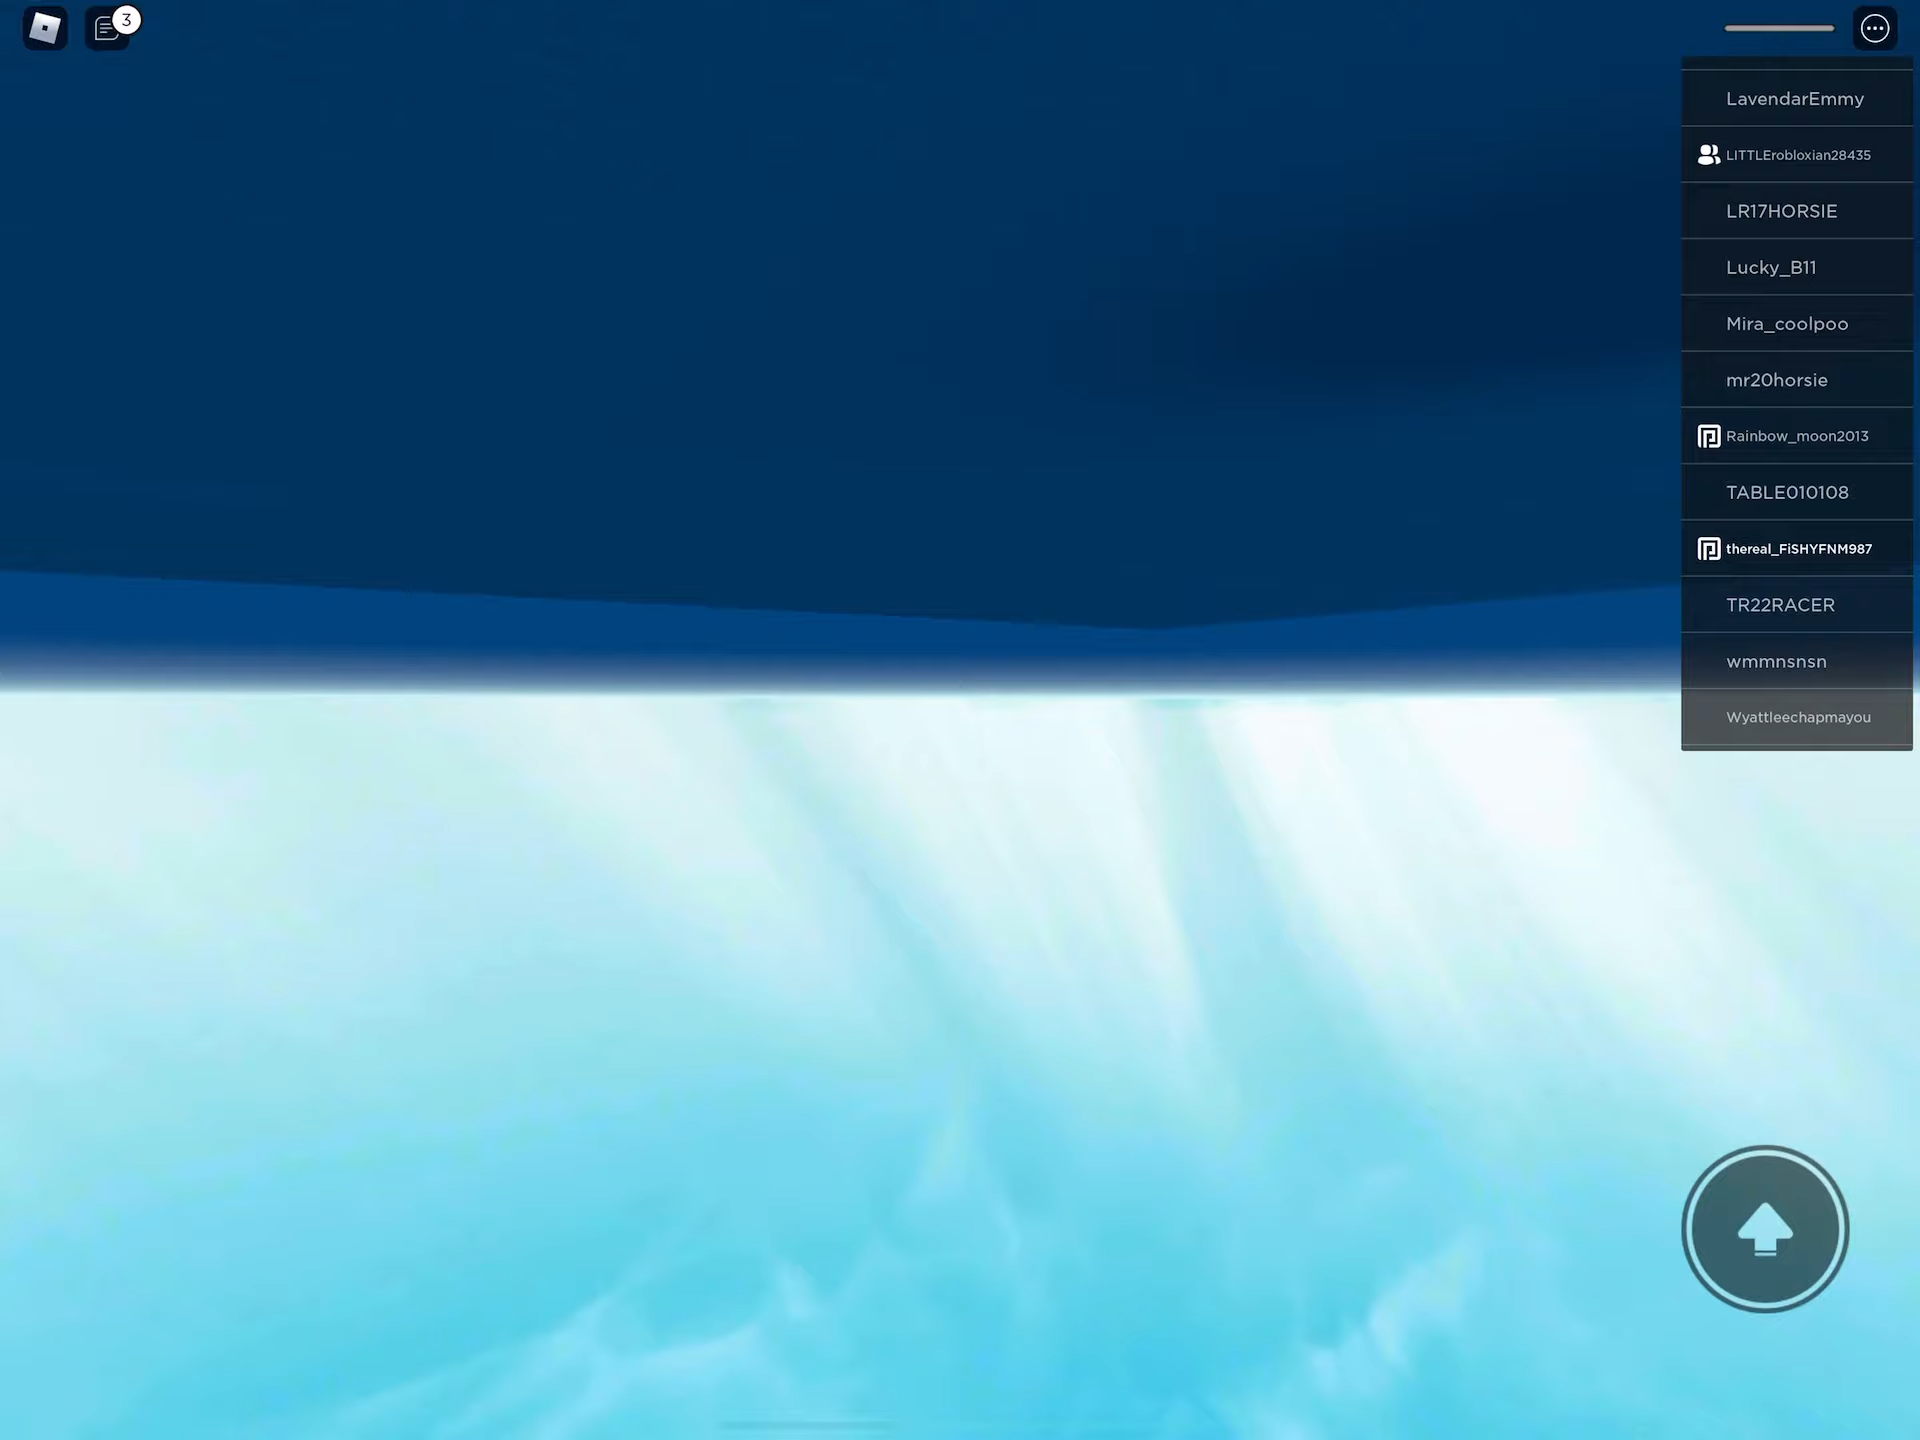 3
LavendarEmmy
LITTLErobloxian28435
LR17HORSIE
Lucky_B11
Mira_coolpoo
mr20horsie
Rainbow_moon2013
TABLE010108
thereal_FiSHYFNM987
TR22RACER
wmmnsnsn
Wyattleechapmayou